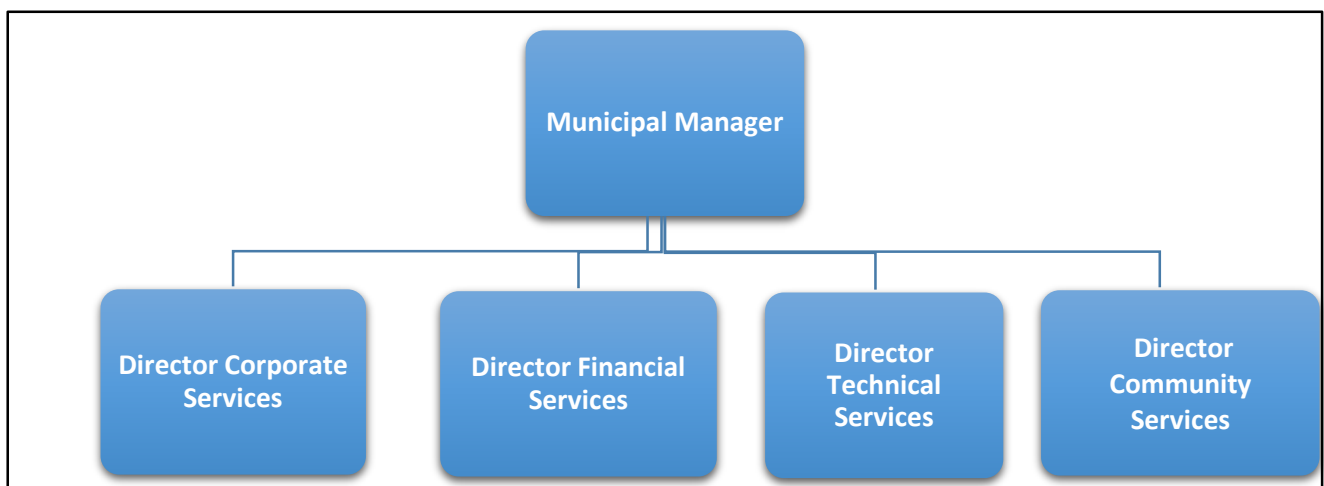 Municipal Manager
Director Corporate
Services
Director Financial
Services
Director
Technical
Services
Director
Community
Services